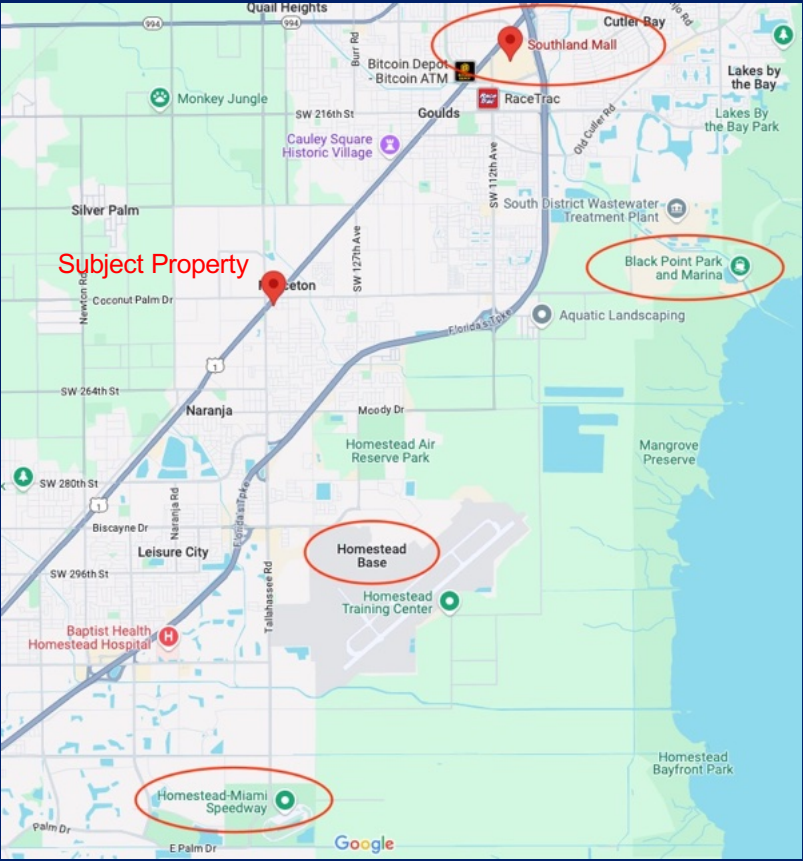 Quail Heights
994
994
Cutler Bay
Southland Mall
Burr Rd
Bitcoin Depot
- Bitcoin ATM
Lakes by
the Bay
Monkey Jungle
RaceTrac
RaceTrac
SW 216th St
Goulds
Old Cutler Rd
Lakes By
the Bay Park
Cauley Square
Historic Village
SW 112th Ave
South District Wastewater
Treatment Plant
Silver Palm
SW 127th Ave
Subject Property
Black Point Park
and Marina
Newton Rd
Coconut Palm Dr
Florida's Tpke
Aquatic Landscaping
1
SW 264th St
Naranja
Moody Dr
Homestead Air
Reserve Park
Mangrove
Preserve
SW 280th St
1
Naranja Rd
Florida's Tpke
Biscayne Dr
Leisure City
Homestead
Base
SW 296th St
Tallahassee Rd
Homestead
Training Center
Baptist Health
Homestead Hospital
H
Homestead
Bayfront Park
Homestead-Miami
Speedway
Palm Dr
E Palm Dr
Google